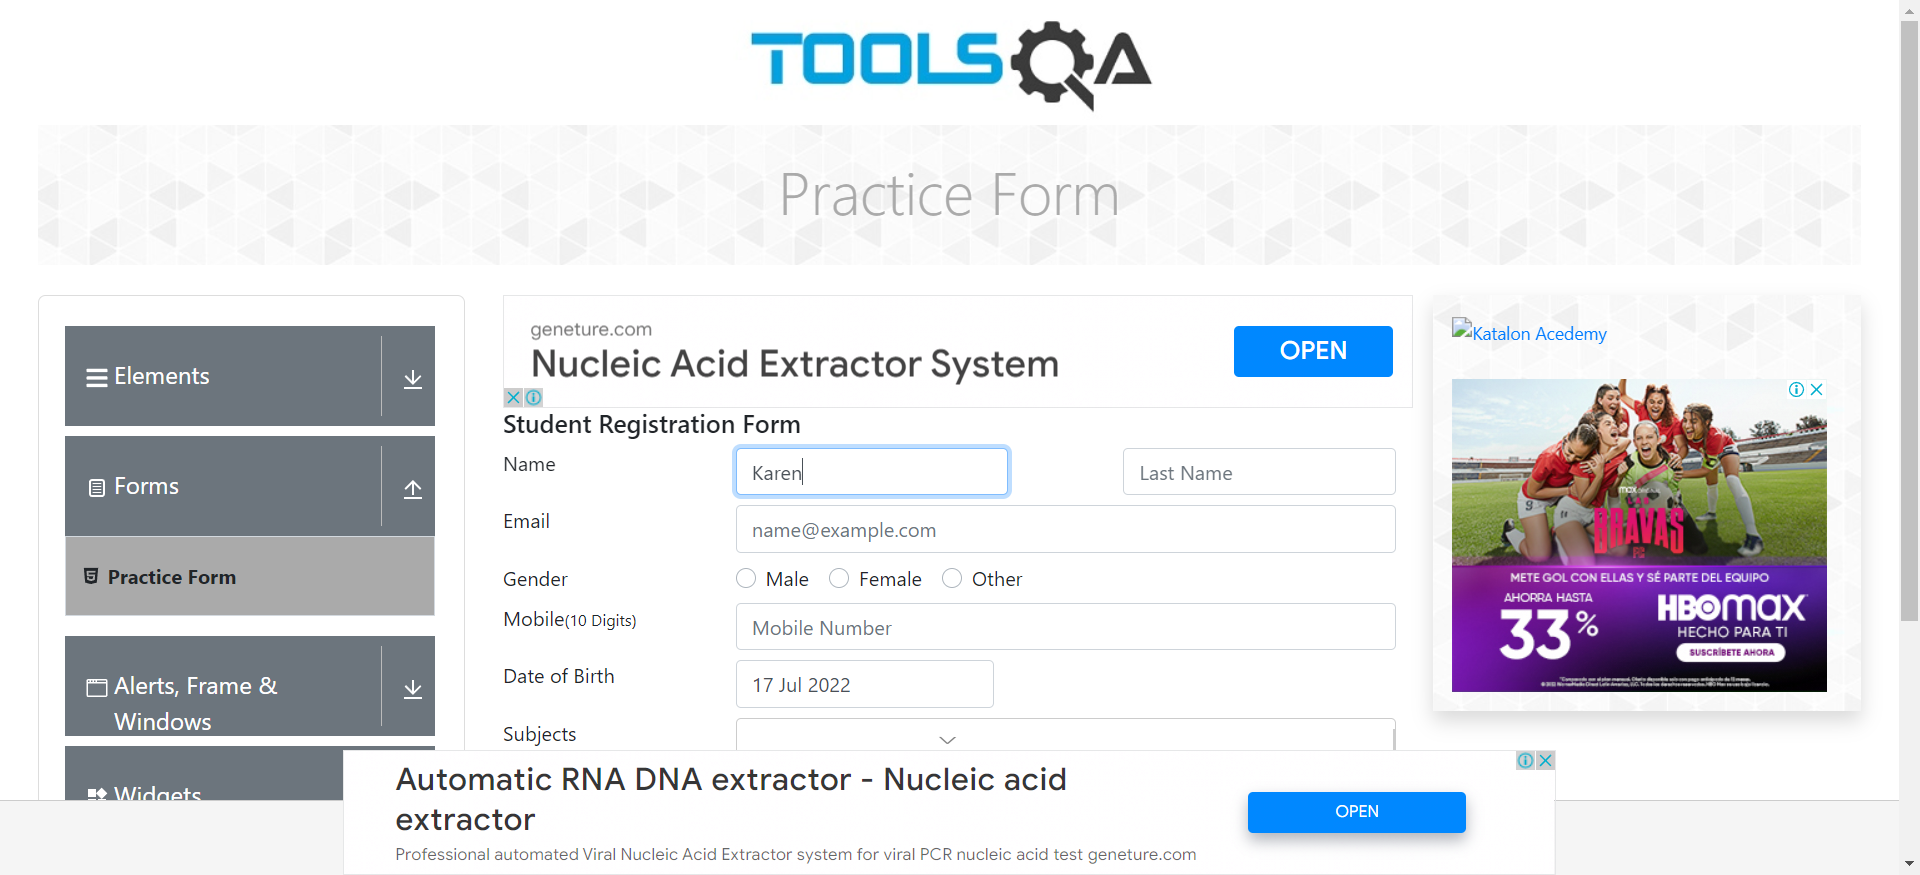 TOOLSQA
Practice Form
Elements
Forms
Practice Form
Alerts, Frame &
Windows
Widgets
geneture.com
Nucleic Acid Extractor System
OPEN
Student Registration Form
Name
Karen
Last Name
Email
name@example.com
Gender
Male
Female
Other
Mobile(10 Digits)
Mobile Number
Date of Birth
17 Jul 2022
Subjects
Katalon Acedemy
BRAVAS
METE GOL CON ELLAS Y SÉ PARTE DEL EQUIPO
AHORRA HASTA
33%
HBOmax
HECHO PARA TI
SUSCRÍBETE AHORA
Automatic RNA DNA extractor - Nucleic acid
extractor
Professional automated Viral Nucleic Acid Extractor system for viral PCR nucleic acid test geneture.com
OPEN